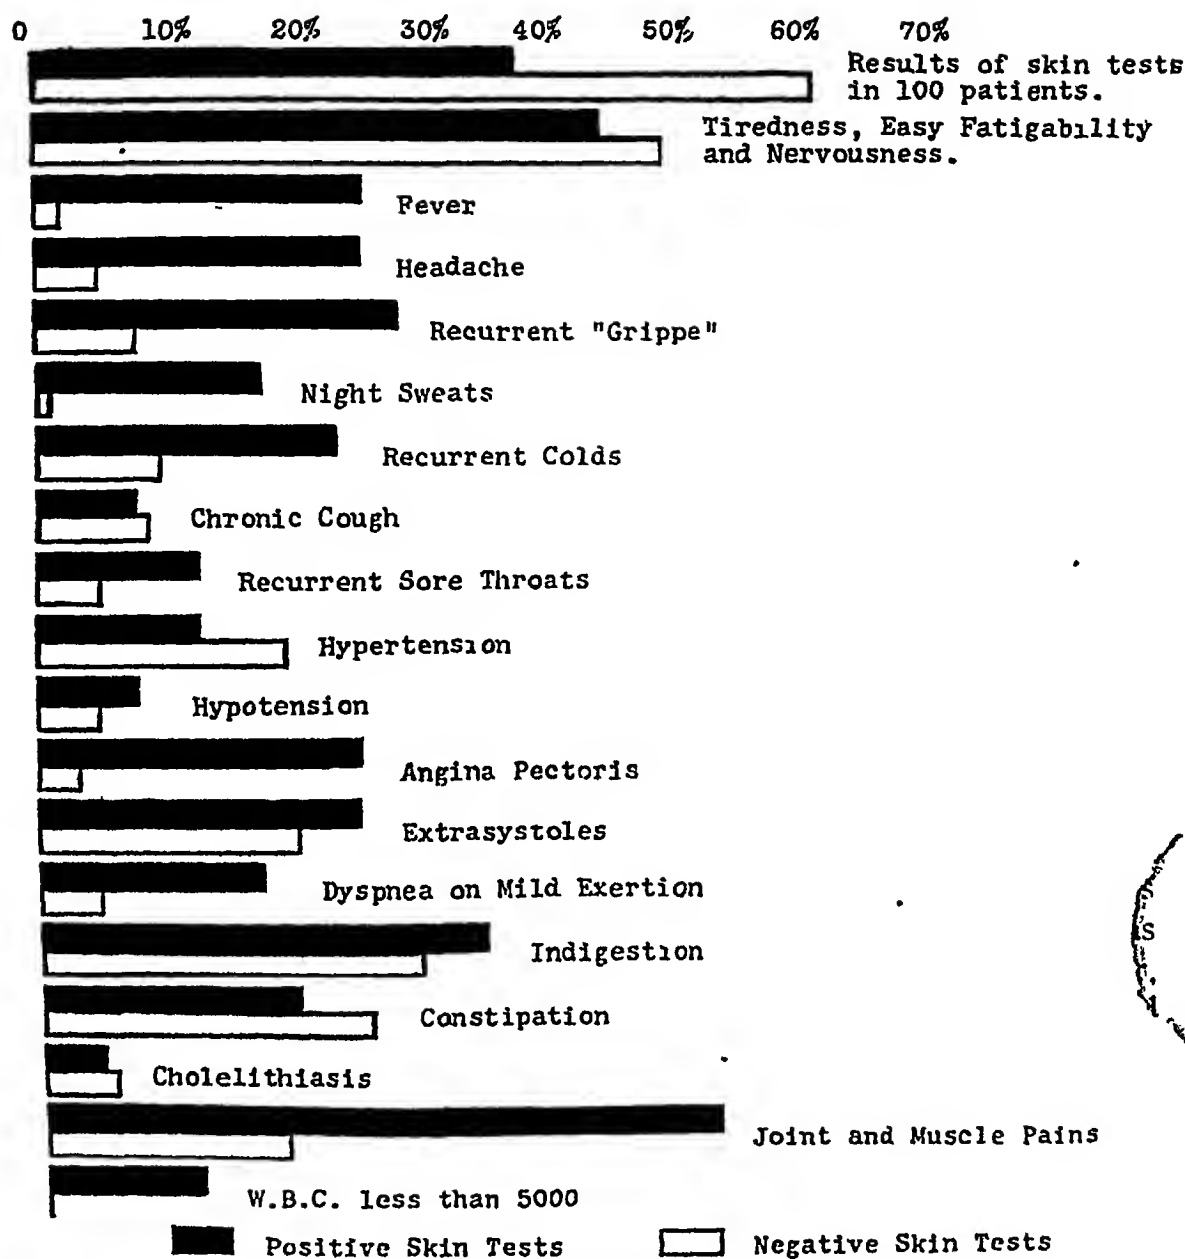 0 10% 20% 30% 40% 50% 60% 70%
Results of skin tests
in 100 patients.
Tiredness, Easy Fatigability
and Nervousness.
Fever
Headache
Recurrent "Grippe"
Night Sweats
Recurrent Colds
Chronic Cough
Recurrent Sore Throats
Hypertension
Hypotension
Angina Pectoris
Extrasystoles
Dyspnea on Mild Exertion
S
Indigestion
Constipation
Cholelithiasis
Joint and Muscle Pains
W.B.C. less than 5000
Positive Skin Tests Negative Skin Tests